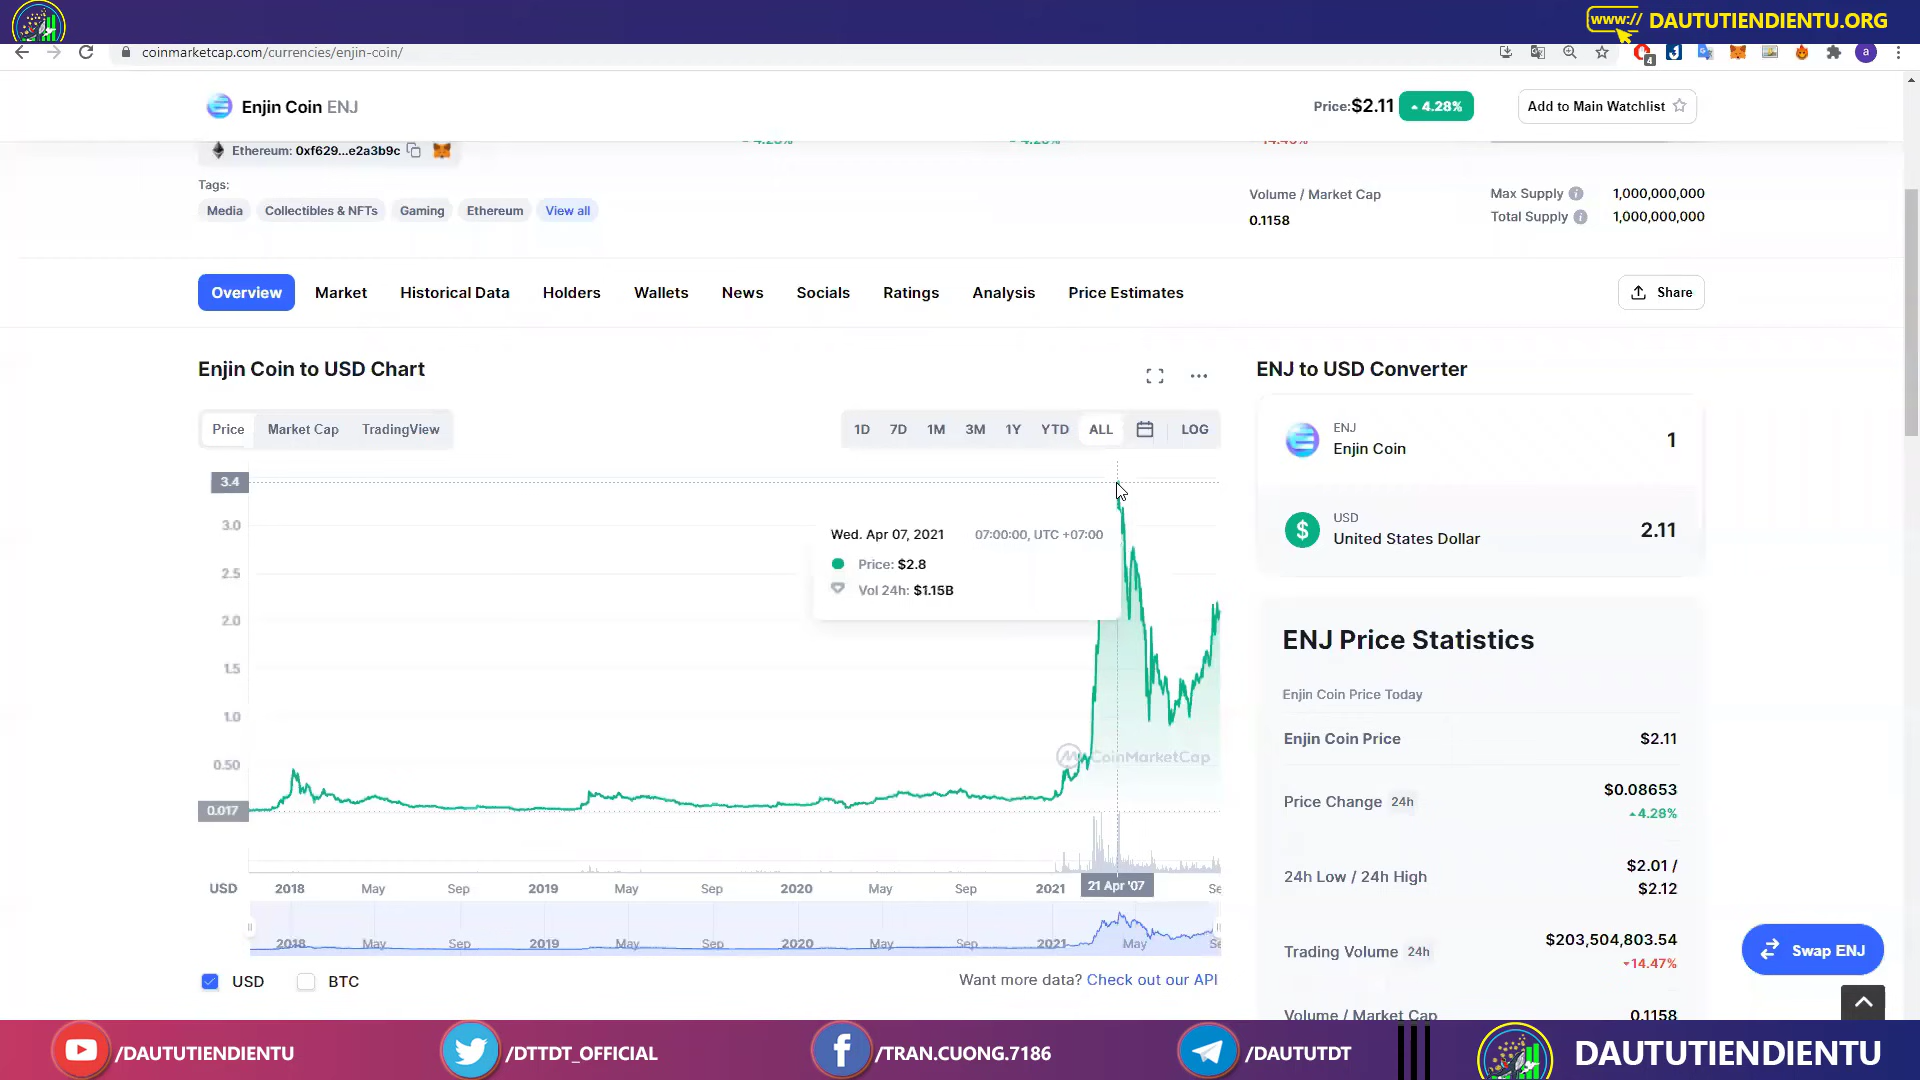 www:// DAUTUTIENDIENTU.ORG
coinmarketcap.com/currencies/enjin-coin/
4
a
Enjin Coin ENJ
Price:$2.11 4.28%
Add to Main Watchlist
Ethereum: 0xf629...e2a3b9c
4.28%
4.28%
14.46%
Tags:
Media Collectibles & NFTs Gaming Ethereum View all
Volume / Market Cap
0.1158
Max Supply 1,000,000,000
Total Supply 1,000,000,000
Overview Market Historical Data Holders Wallets News Socials Ratings Analysis Price Estimates
Share
Enjin Coin to USD Chart
Price Market Cap TradingView
1D 7D 1M 3M 1Y YTD ALL LOG
3.4
3.0
2.5
2.0
1.5
1.0
0.50
0.017
Wed. Apr 07, 2021 07:00:00, UTC +07:00
Price: $2.8
Vol 24h: $1.15B
CoinMarketCap
USD 2018 May Sep 2019 May Sep 2020 May Sep 2021 21 Apr '07 Se
2018 May Sep 2019 May Sep 2020 May Sep 2021 May Se
USD BTC
Want more data? Check out our API
ENJ to USD Converter
ENJ
Enjin Coin
1
USD
United States Dollar
2.11
ENJ Price Statistics
Enjin Coin Price Today
Enjin Coin Price $2.11
Price Change 24h $0.08653
4.28%
24h Low / 24h High $2.01 /
$2.12
Trading Volume 24h $203,504,803.54
14.47%
Volume / Market Cap 0.1158
Swap ENJ
/DAUTUTIENDIENTU
/DTTDT_OFFICIAL
/TRAN.CUONG.7186
/DAUTUTDT
DAUTUTIENDIENTU